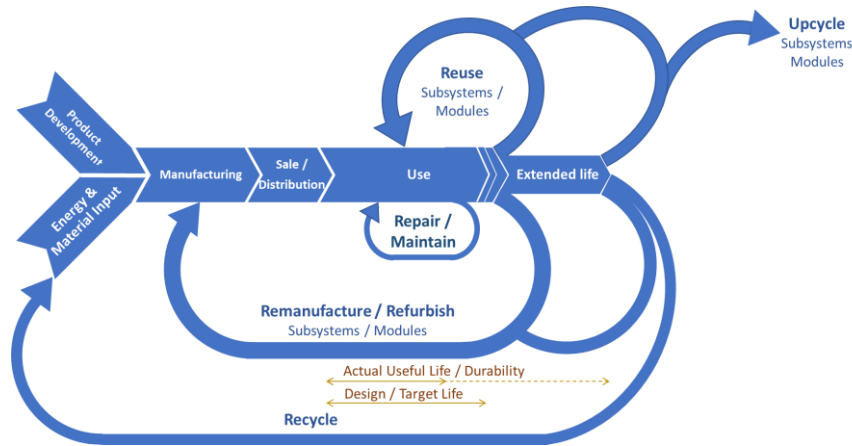 Upcycle
Subsystems
Modules
Reuse
Subsystems /
Modules
Product
Development
Energy &
Material Input
Manufacturing
Sale /
Distribution
Use
Extended life
Repair /
Maintain
Remanufacture / Refurbish
Subsystems / Modules
Actual Useful Life / Durability
Design / Target Life
Recycle